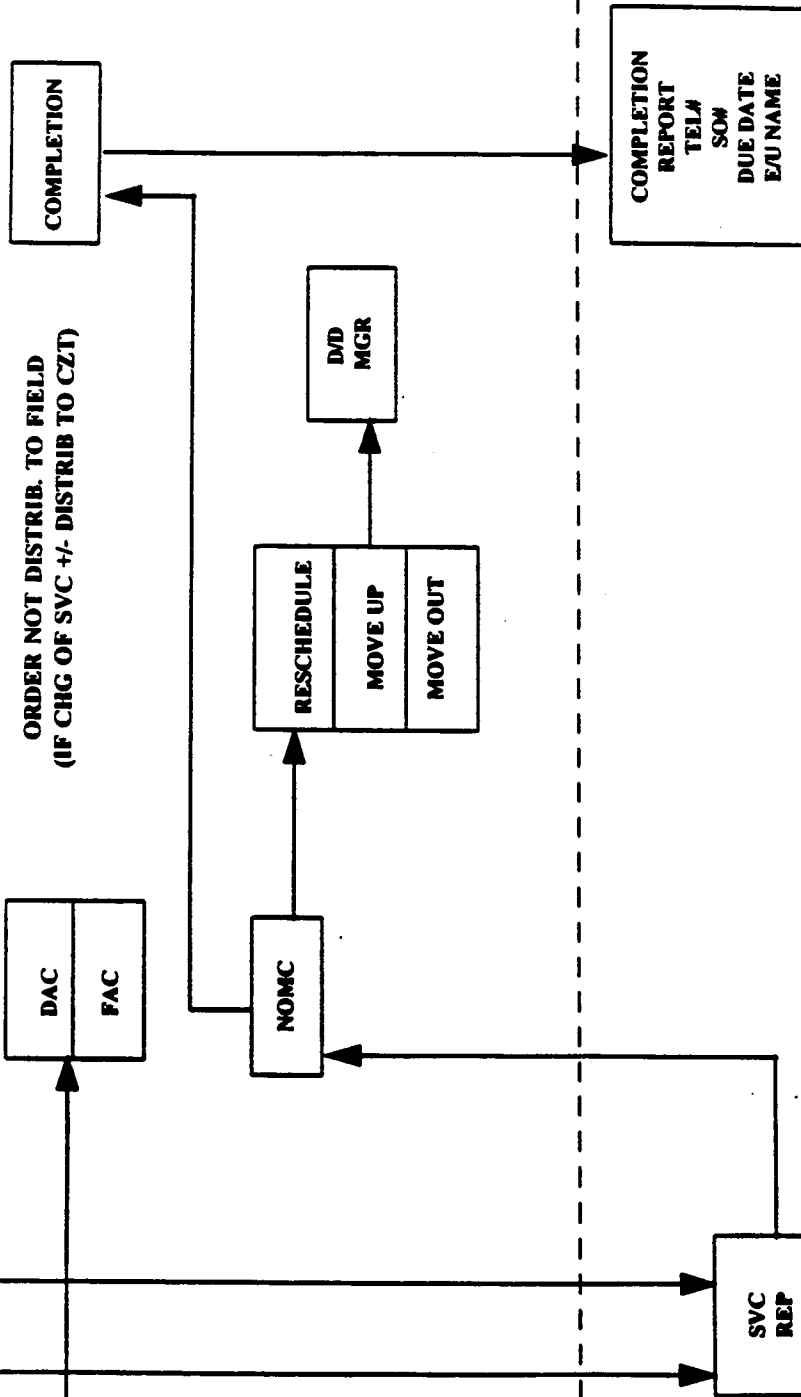 DAC
FAC
ORDER NOT DISTRIB. TO FIELD
(IF CHG OF SVC +/- DISTRIB TO CZT)
COMPLETION
NOMC
RESCHEDULE
MOVE UP
MOVE OUT
D/D
MGR
SVC
REP
COMPLETION
REPORT
TEL#
SO#
DUE DATE
E/U NAME